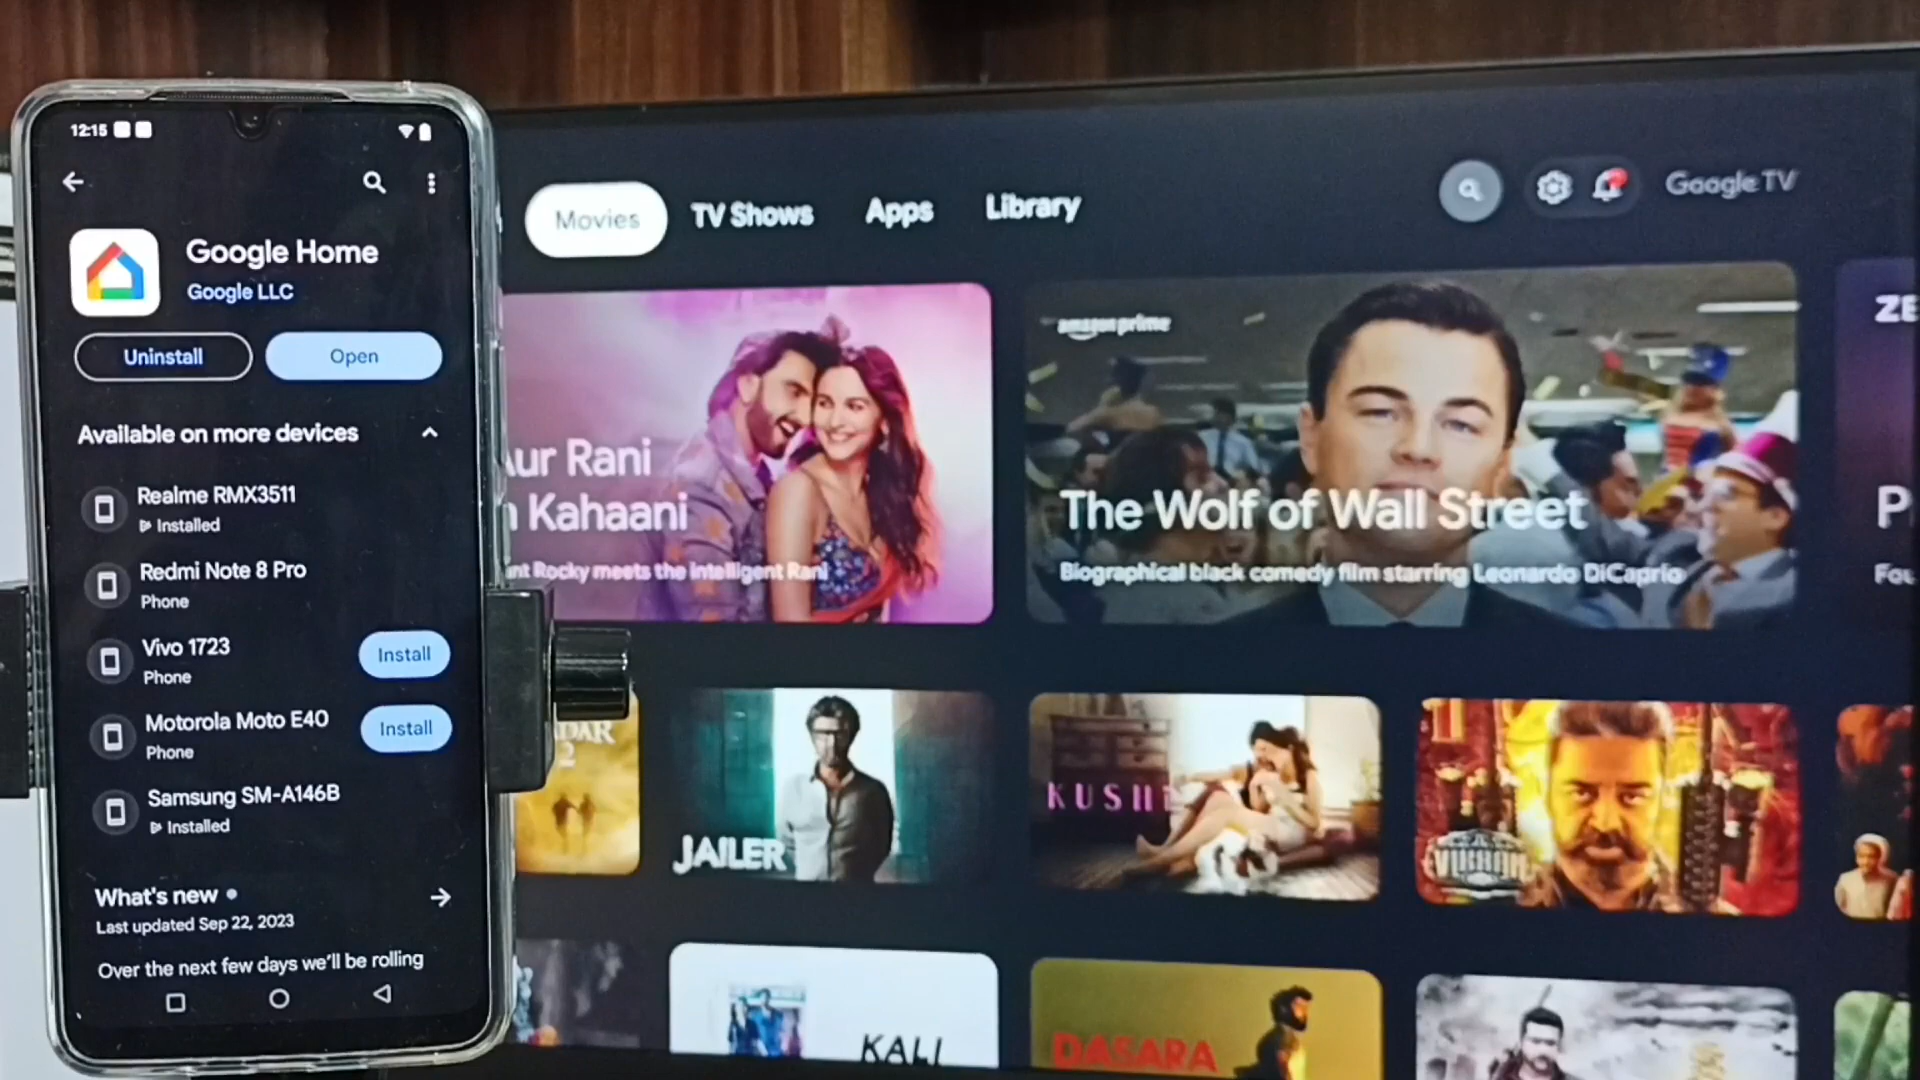 12:15
Google Home
Google LLC
Uninstall
Open
Available on more devices
Realme RMX3511
Installed
Redmi Note 8 Pro
Phone
Vivo 1723
Phone
Install
Motorola Moto E40
Phone
Install
Samsung SM-A146B
Installed
What's new
Last updated Sep 22, 2023
Over the next few days we'll be rolling
Movies
TV Shows
Apps
Library
Google TV
Rani
Kahaani
Rocky meets the intelligent Rani
amazon prime
The Wolf of Wall Street
Biographical black comedy film starring Leonardo DiCaprio
2
JAILER
KUSHI
VIKRAM
KALI
DASARA